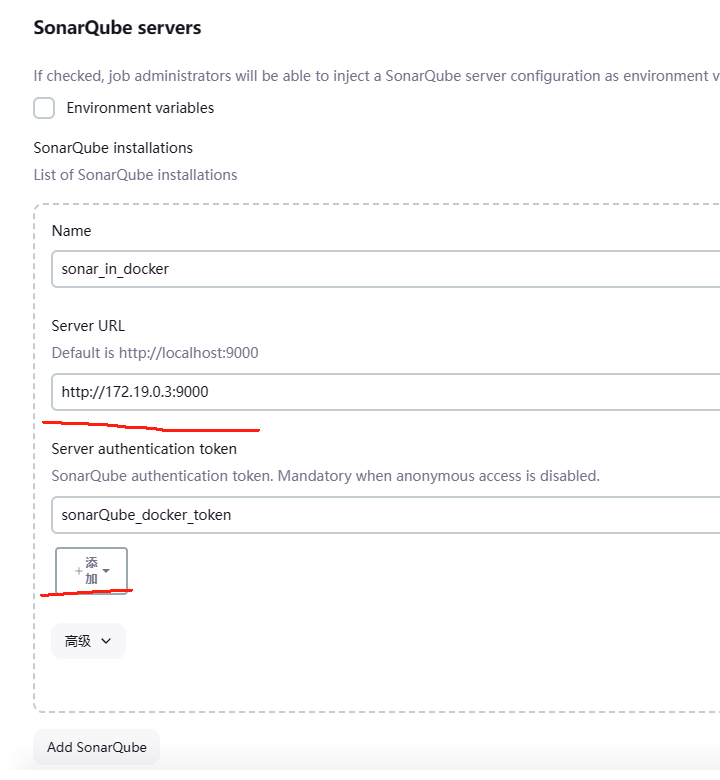 SonarQube servers
If checked, job administrators will be able to inject a SonarQube server configuration as environment v
Environment variables
SonarQube installations
List of SonarQube installations
Name
sonar_in_docker
Server URL
Default is http://localhost:9000
http://172.19.0.3:9000
Server authentication token
SonarQube authentication token. Mandatory when anonymous access is disabled.
sonarQube_docker_token
+ 添
加
高级
Add SonarQube